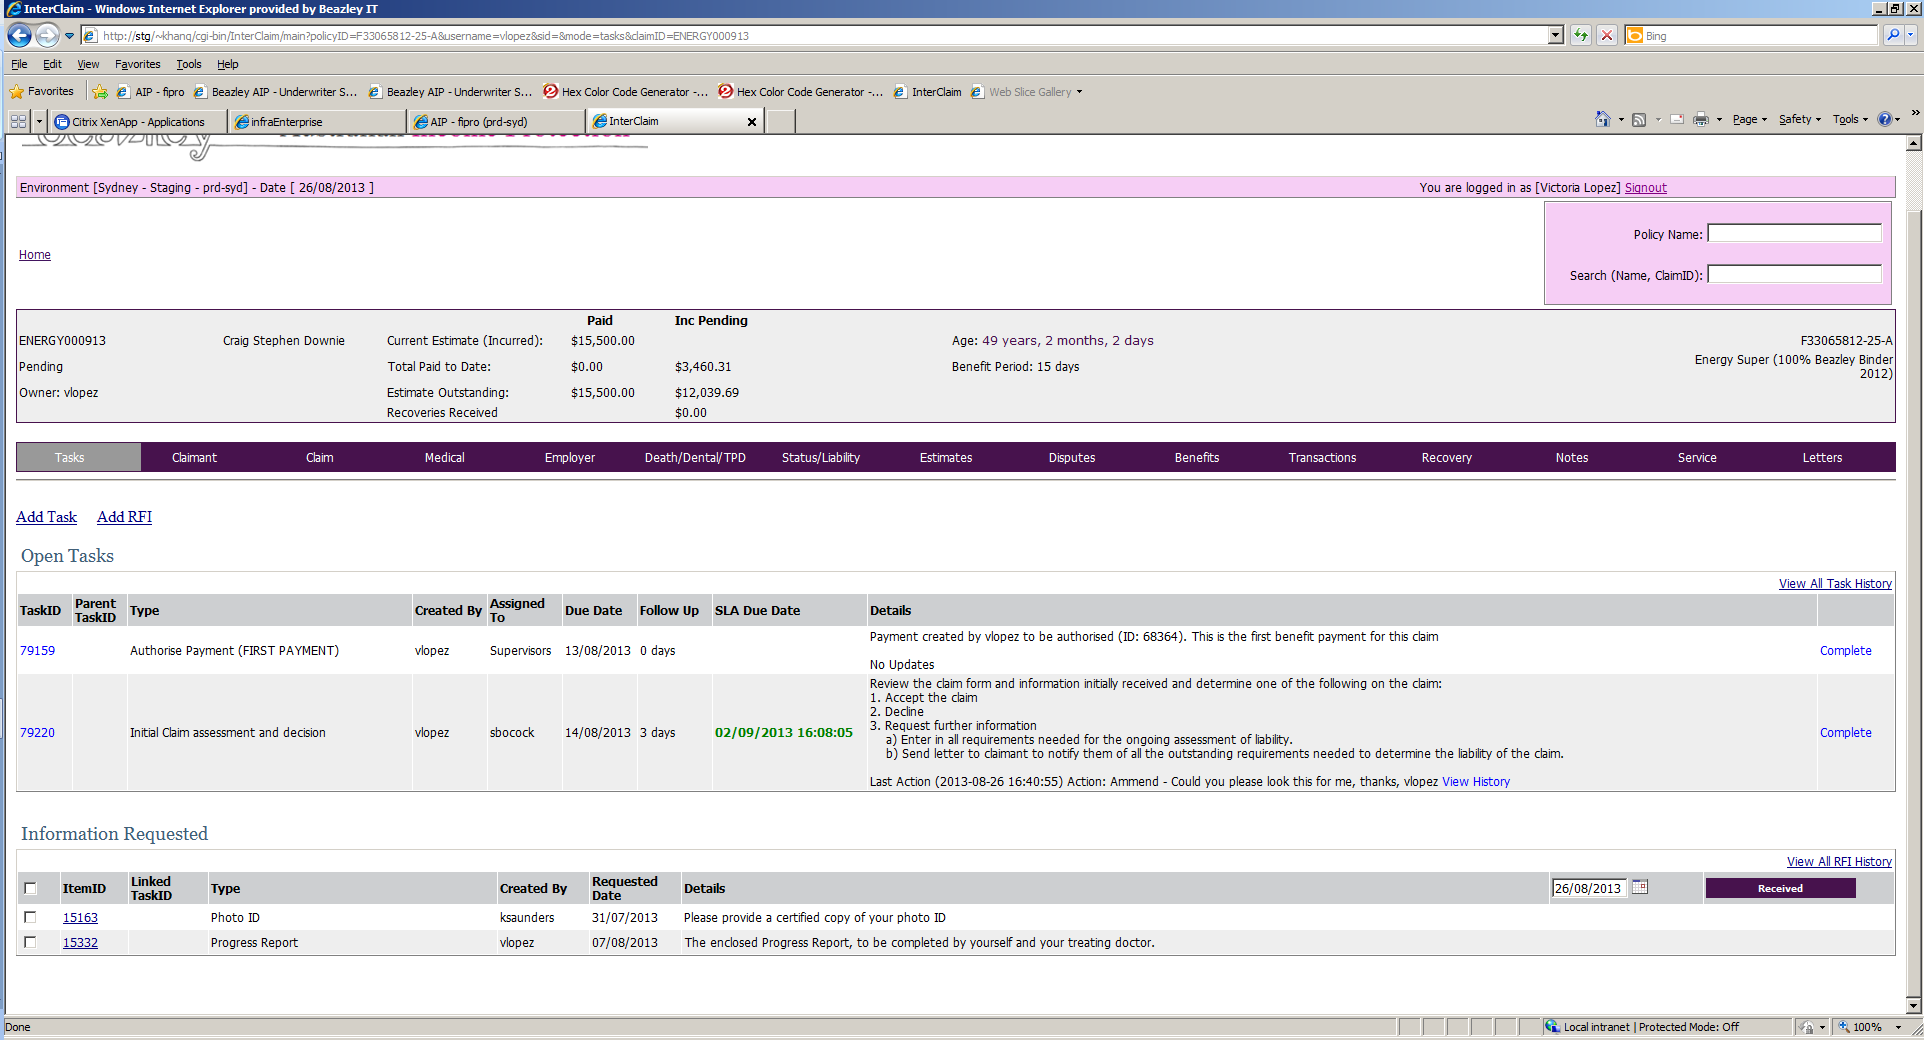 InterClaim - Windows Internet Explorer provided by Beazley IT
http://stg/~khanq/cgi-bin/InterClaim/main?policyID=F33065812-25-A&username=vlopez&sid=&mode=tasks&claimID=ENERGY000913
Bing
File Edit View Favorites Tools Help
Favorites AIP - fipro Beazley AIP - Underwriter S... Beazley AIP - Underwriter S... Hex Color Code Generator -... Hex Color Code Generator -... InterClaim Web Slice Gallery
Citrix XenApp - Applications infraEnterprise AIP - fipro (prd-syd) InterClaim Page Safety Tools
Environment [Sydney - Staging - prd-syd] - Date [ 26/08/2013 ] You are logged in as [Victoria Lopez] Signout
Policy Name:
Home
Search (Name, ClaimID):
Paid Inc Pending
ENERGY000913 Craig Stephen Downie Current Estimate (Incurred): $15,500.00 Age: 49 years, 2 months, 2 days F33065812-25-A
Pending Total Paid to Date: $0.00 $3,460.31 Benefit Period: 15 days Energy Super (100% Beazley Binder
2012)
Owner: vlopez Estimate Outstanding: $15,500.00 $12,039.69
Recoveries Received $0.00
Tasks Claimant Claim Medical Employer Death/Dental/TPD Status/Liability Estimates Disputes Benefits Transactions Recovery Notes Service Letters
Add Task Add RFI
Open Tasks
View All Task History
TaskID Parent TaskID Type Created By Assigned To Due Date Follow Up SLA Due Date Details
Payment created by vlopez to be authorised (ID: 68364). This is the first benefit payment for this claim
79159 Authorise Payment (FIRST PAYMENT) vlopez Supervisors 13/08/2013 0 days Complete
No Updates
Review the claim form and information initially received and determine one of the following on the claim:
1. Accept the claim
2. Decline
3. Request further information
79220 Initial Claim assessment and decision vlopez sbocock 14/08/2013 3 days 02/09/2013 16:08:05 Complete
a) Enter in all requirements needed for the ongoing assessment of liability.
b) Send letter to claimant to notify them of all the outstanding requirements needed to determine the liability of the claim.
Last Action (2013-08-26 16:40:55) Action: Ammend - Could you please look this for me, thanks, vlopez View History
Information Requested
View All RFI History
ItemID Linked TaskID Type Created By Requested Date Details 26/08/2013 Received
15163 Photo ID ksaunders 31/07/2013 Please provide a certified copy of your photo ID
15332 Progress Report vlopez 07/08/2013 The enclosed Progress Report, to be completed by yourself and your treating doctor.
Done Local intranet | Protected Mode: Off 100%